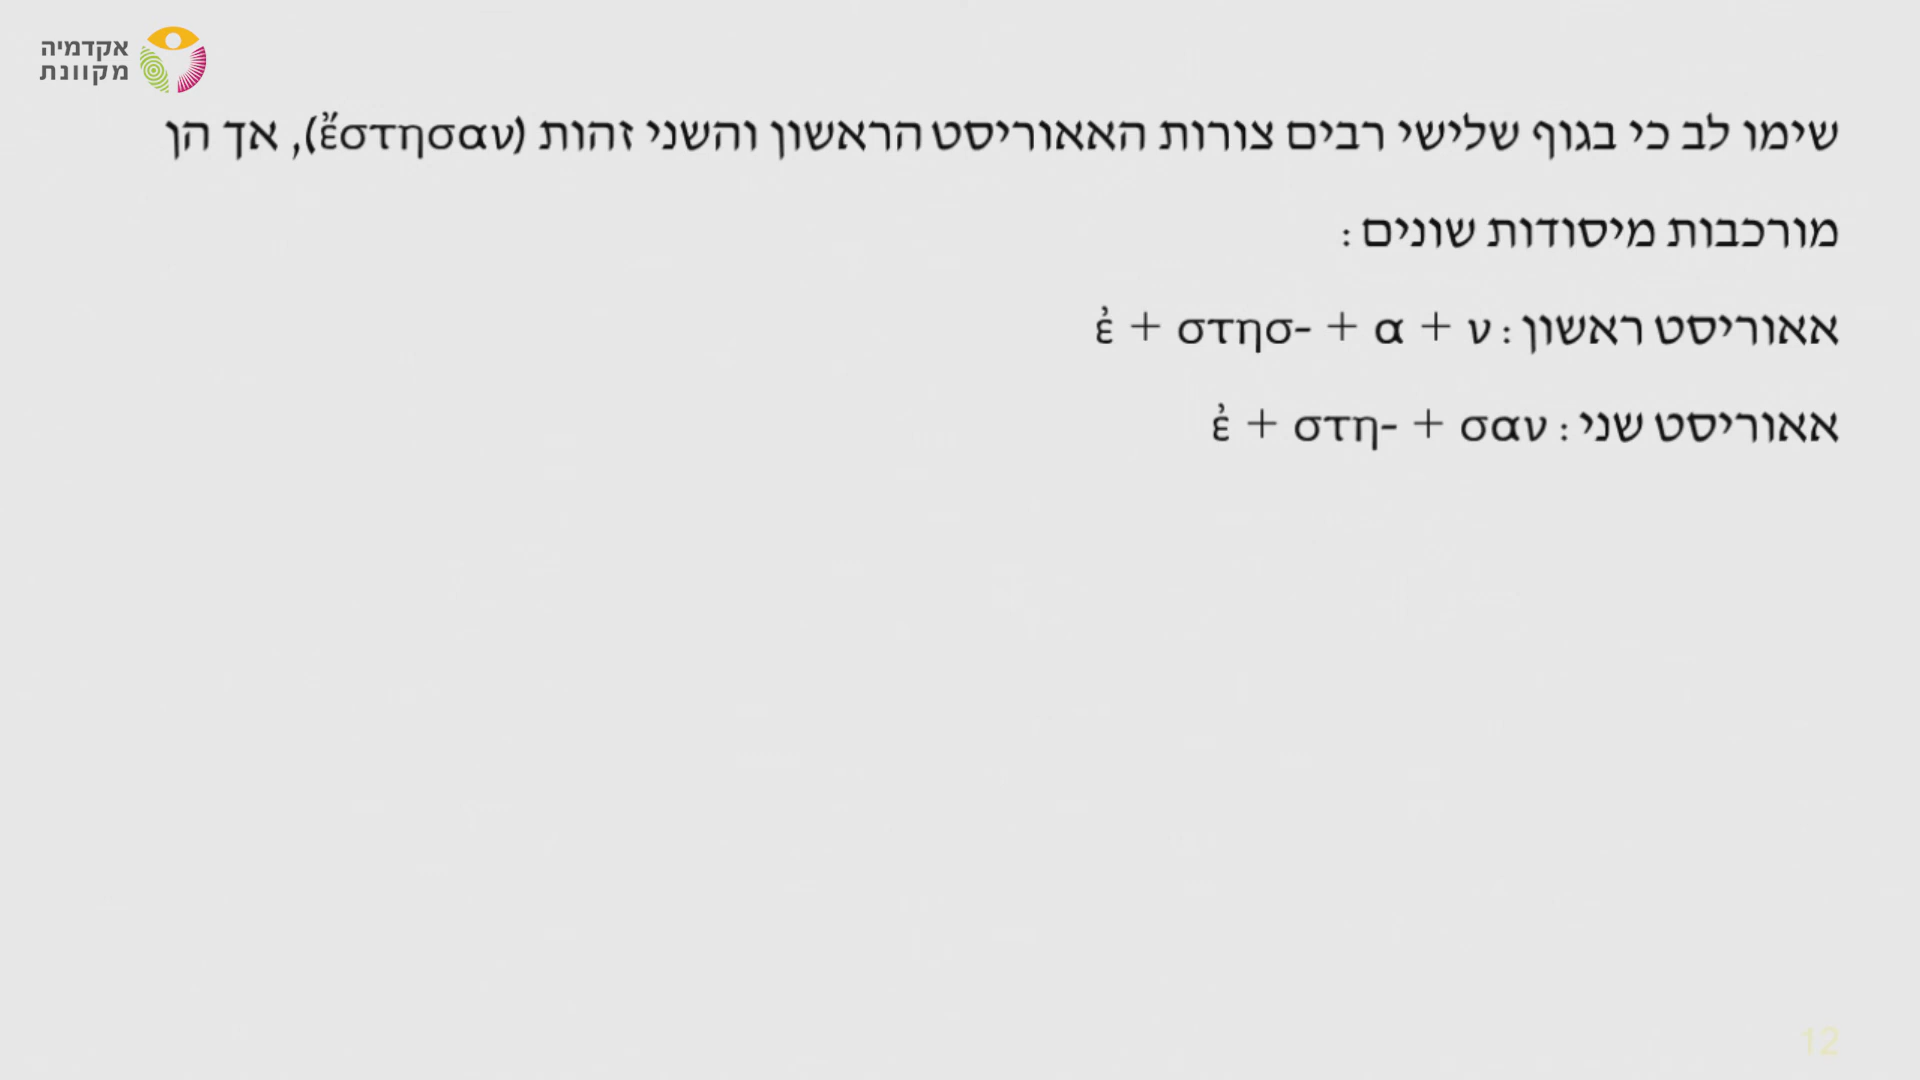 אקדמיה
מקוונת
שימו לב כי בגוף שלישי רבים צורות האאוריסט הראשון והשני זהות (ἔστησαν), אך הן
מורכבות מיסודות שונים:
אאוריסט ראשון: ἐ + στησ- + α + ν
אאוריסט שני: ἐ + στη- + σαν
12